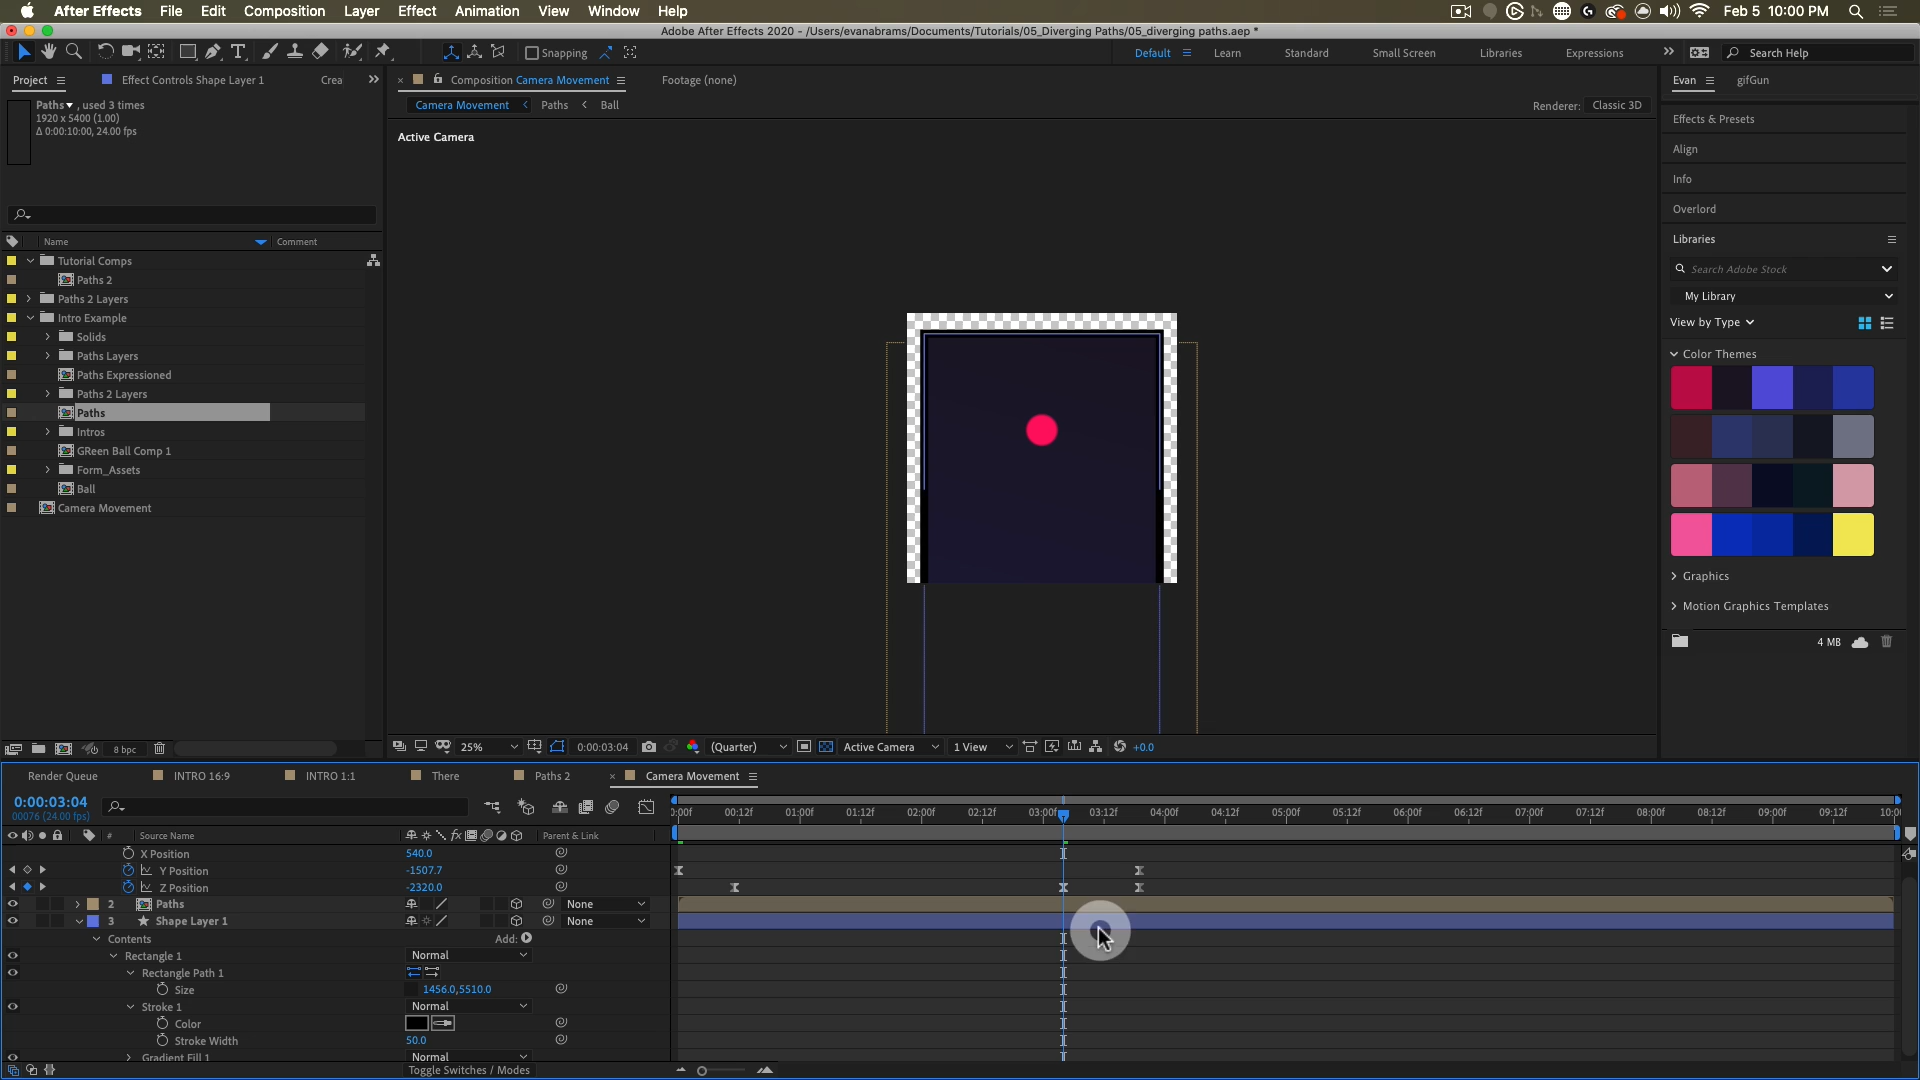 After Effects File Edit Composition Layer Effect Animation View Window Help Feb 5 10:00 PM
Adobe After Effects 2020 - /Users/evanabrams/Documents/Tutorials/05_Diverging Paths/05_diverging paths.aep *
Snapping Default Learn Standard Small Screen Libraries Expressions Search Help
Project Effect Controls Shape Layer 1 Crea Composition Camera Movement Footage (none) Evan gifGun
Paths , used 3 times
1920 x 5400 (1.00)
Δ 0:00:10:00, 24.00 fps
Camera Movement Paths Ball Renderer: Classic 3D
Active Camera
Effects & Presets
Align
Info
Overlord
Libraries
Search Adobe Stock
My Library
View by Type
Color Themes
Graphics
Motion Graphics Templates
4 MB
Name Comment
Tutorial Comps
Paths 2
Paths 2 Layers
Intro Example
Solids
Paths Layers
Paths Expressioned
Paths 2 Layers
Paths
Intros
GReen Ball Comp 1
Form_Assets
Ball
Camera Movement
8 bpc 25% 0:00:03:04 (Quarter) Active Camera 1 View +0.0
Render Queue INTRO 16:9 INTRO 1:1 There Paths 2 Camera Movement
0:00:03:04
00076 (24.00 fps)
0:00f 00:12f 01:00f 01:12f 02:00f 02:12f 03:00f 03:12f 04:00f 04:12f 05:00f 05:12f 06:00f 06:12f 07:00f 07:12f 08:00f 08:12f 09:00f 09:12f 10:00
# Source Name fx Parent & Link
X Position 540.0
Y Position -1507.7
Z Position -2320.0
2 Paths None
3 Shape Layer 1 None
Contents Add:
Rectangle 1 Normal
Rectangle Path 1
Size 1456.0,5510.0
Stroke 1 Normal
Color
Stroke Width 50.0
Gradient Fill 1 Normal
Toggle Switches / Modes